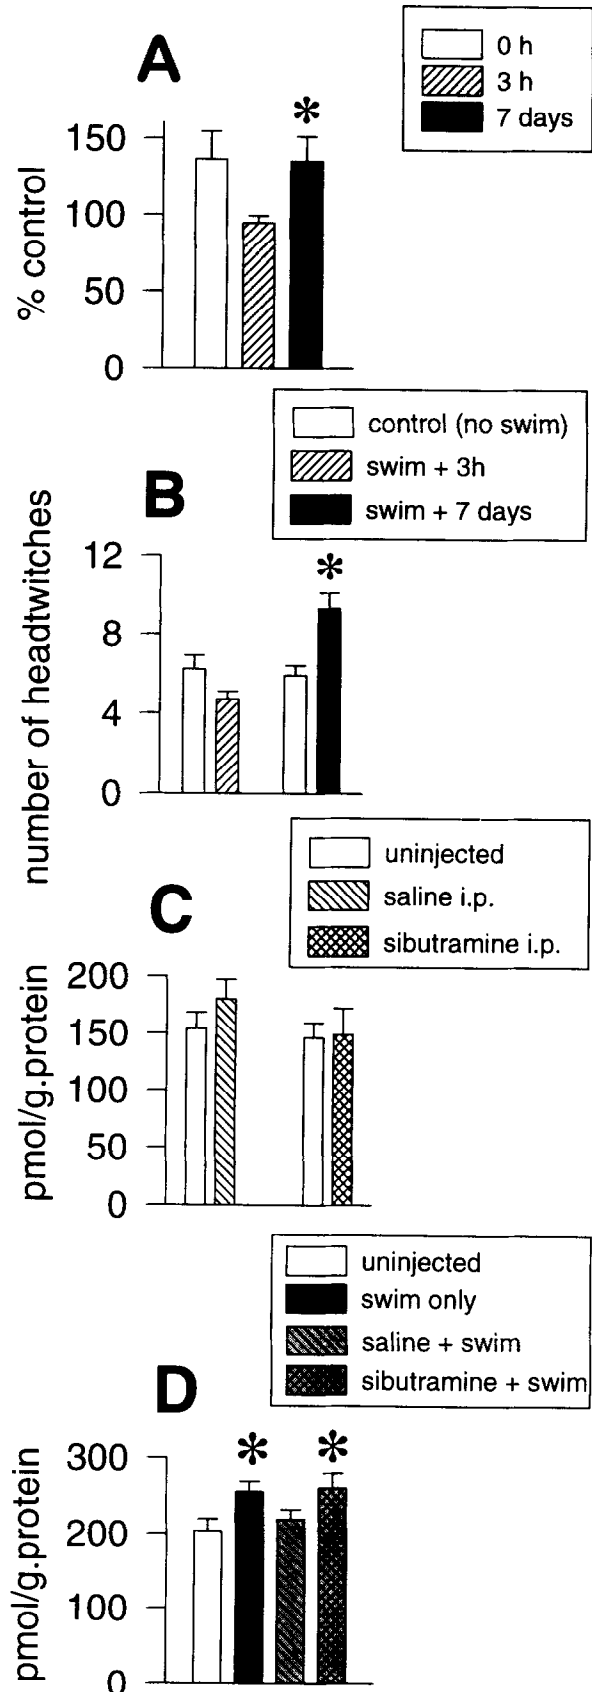 A
0 h
3 h
7 days
*
150
100
50
0
% control
control (no swim)
swim + 3h
swim + 7 days
B
12
8
4
0
*
number of headtwitches
uninjected
saline i.p.
sibutramine i.p.
C
200
150
100
50
0
pmol/g.protein
uninjected
swim only
saline + swim
sibutramine + swim
D
300
200
100
0
* *
pmol/g.protein